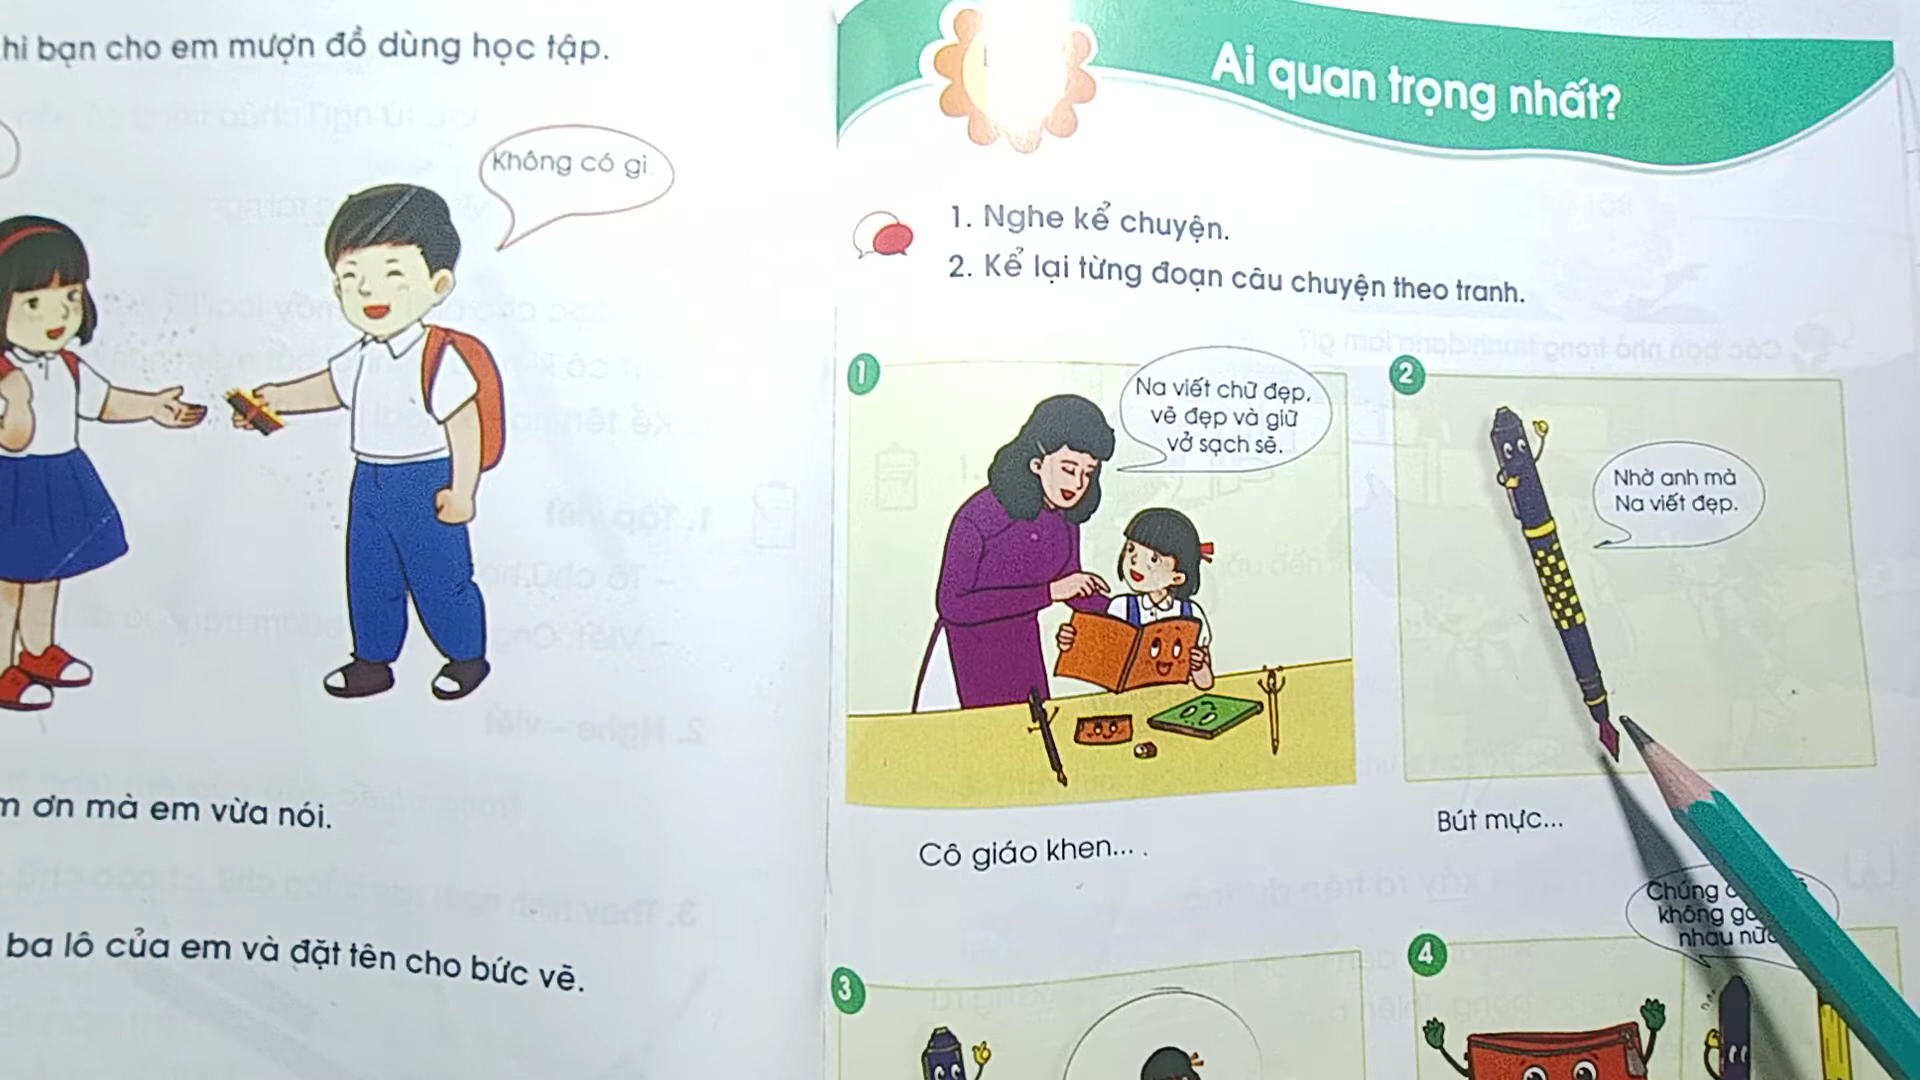 hi bạn cho em mượn đồ dùng học tập.
Không có gì
m ơn mà em vừa nói.
ba lô của em và đặt tên cho bức vẽ.
Ai quan trọng nhất?
1. Nghe kể chuyện.
2. Kể lại từng đoạn câu chuyện theo tranh.
1
Na viết chữ đẹp,
vẽ đẹp và giữ
vở sạch sẽ.
Cô giáo khen... .
2
Nhờ anh mà
Na viết đẹp.
Bút mực...
3
4
Chúng
không
nhau